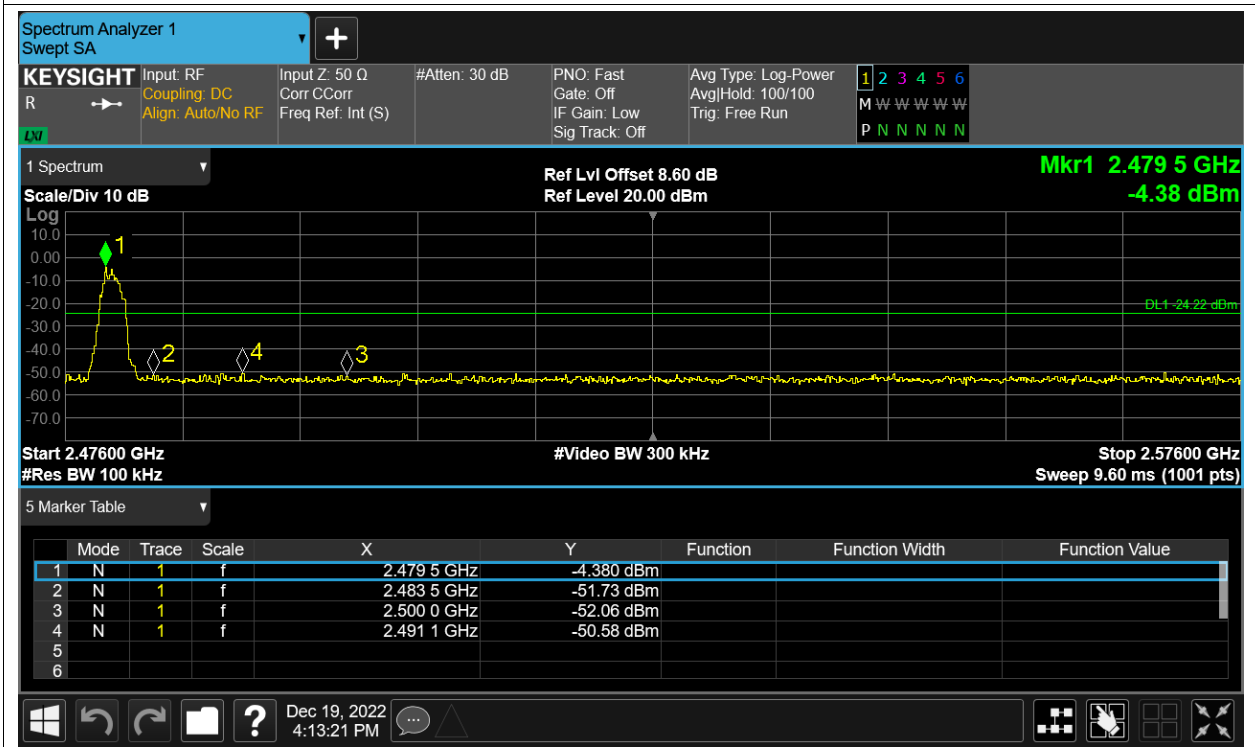 Spectrum Analyzer 1
Swept SA
+
KEYSIGHT Input: RF Input Z: 50 Ω #Atten: 30 dB PNO: Fast Avg Type: Log-Power 1 2 3 4 5 6
R Coupling: DC Corr CCorr Gate: Off Avg|Hold: 100/100 M W W W W W
Align: Auto/No RF Freq Ref: Int (S) IF Gain: Low Trig: Free Run
LXI Sig Track: Off P N N N N N
1 Spectrum Ref Lvl Offset 8.60 dB Mkr1 2.479 5 GHz
Scale/Div 10 dB Ref Level 20.00 dBm -4.38 dBm
Log
10.0
1
0.00
-10.0
-20.0 DL1 -24.22 dBm
-30.0
-40.0 2 4 3
-50.0
-60.0
-70.0
Start 2.47600 GHz #Video BW 300 kHz Stop 2.57600 GHz
#Res BW 100 kHz Sweep 9.60 ms (1001 pts)
5 Marker Table
Mode Trace Scale X Y Function Function Width Function Value
1 N 1 f 2.479 5 GHz -4.380 dBm
2 N 1 f 2.483 5 GHz -51.73 dBm
3 N 1 f 2.500 0 GHz -52.06 dBm
4 N 1 f 2.491 1 GHz -50.58 dBm
5
6
? Dec 19, 2022
4:13:21 PM